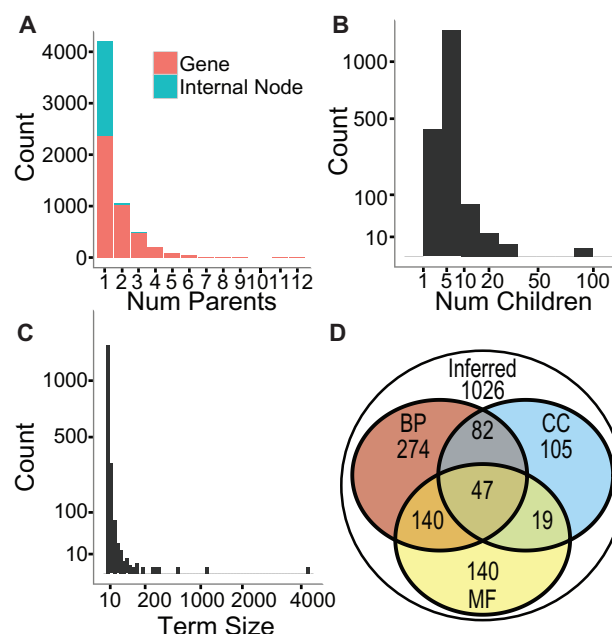 A
4000
3000
2000
1000
0
Count
Gene
Internal Node
1 2 3 4 5 6 7 8 9 10 11 12
Num Parents
B
1000
500
100
10
Count
1 5 10 20 50 100
Num Children
C
1000
500
100
10
Count
10 200 1000 2000 4000
Term Size
D
Inferred
1026
BP
274
82
CC
105
47
140
19
140
MF